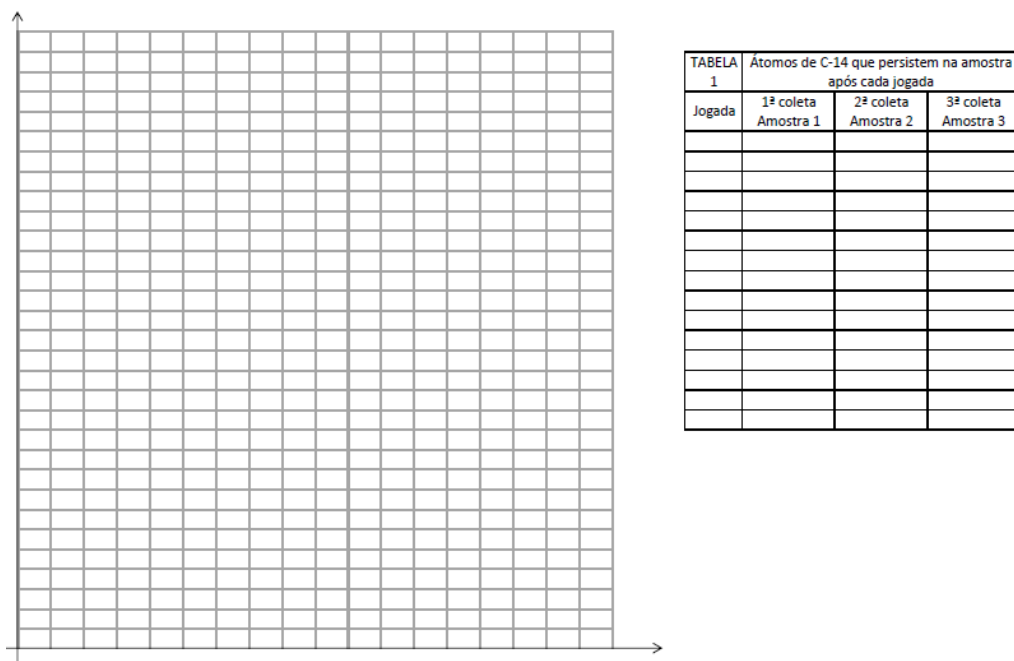 TABELA 1
Átomos de C-14 que persistem na amostra
após cada jogada
Jogada
1ª coleta
Amostra 1
2ª coleta
Amostra 2
3ª coleta
Amostra 3